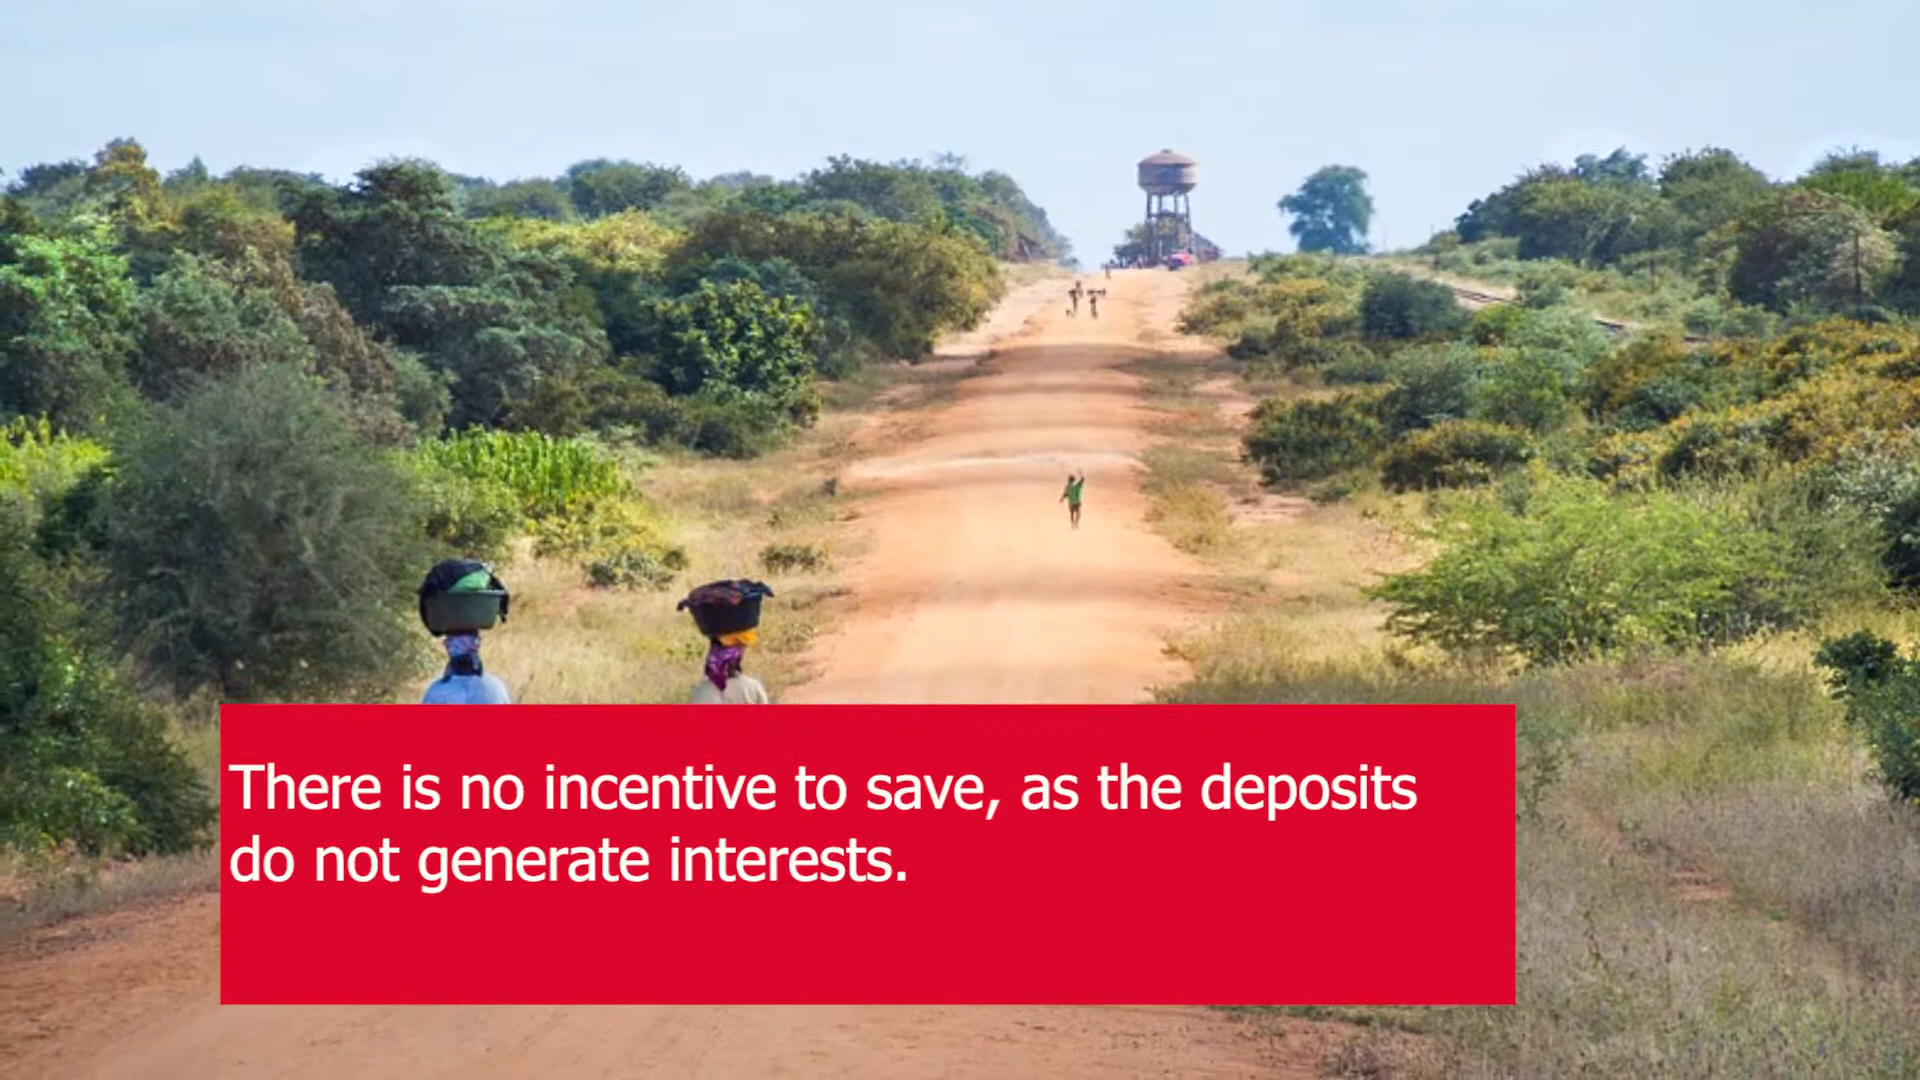 There is no incentive to save, as the deposits
do not generate interests.